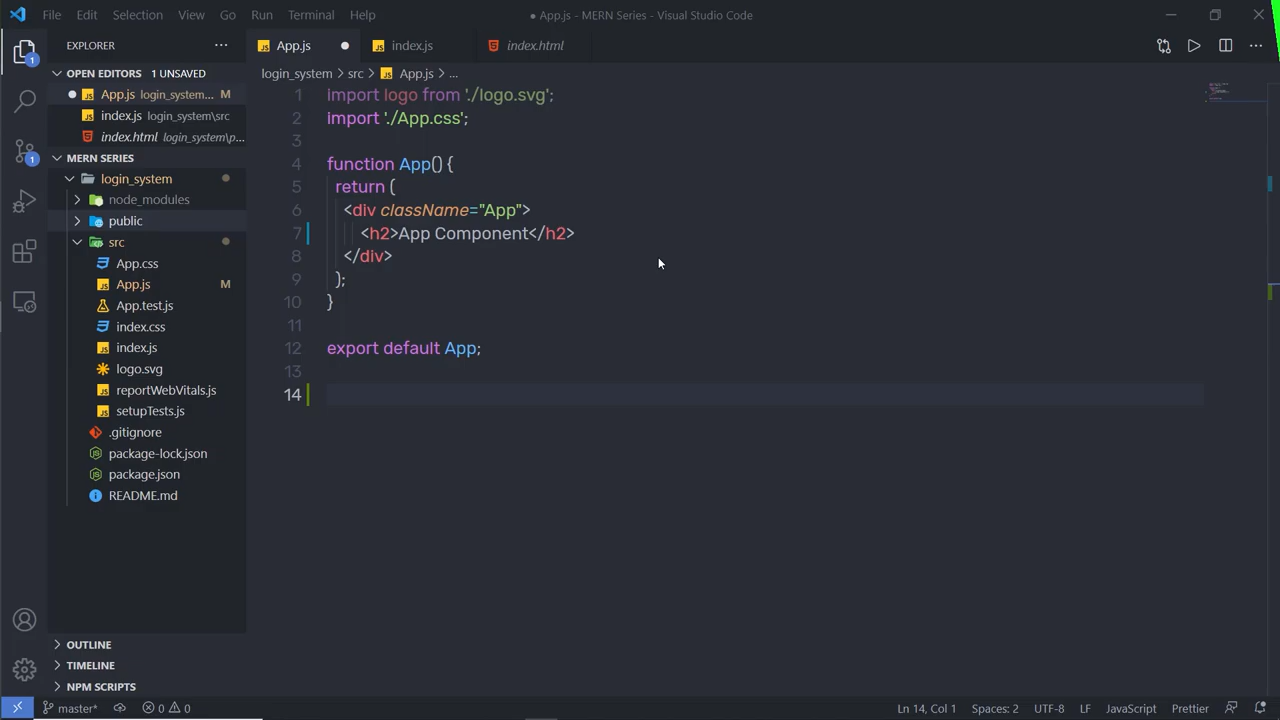 File Edit Selection View Go Run Terminal Help ● App.js - MERN Series - Visual Studio Code
EXPLORER
OPEN EDITORS 1 UNSAVED
App.js login_system... M
index.js login_system\src
index.html login_system\p...
MERN SERIES
login_system
node_modules
public
src
App.css
App.js M
App.test.js
index.css
index.js
logo.svg
reportWebVitals.js
setupTests.js
.gitignore
package-lock.json
package.json
README.md
OUTLINE
TIMELINE
NPM SCRIPTS
1
1
App.js index.js index.html
login_system > src > App.js > ...
1 import logo from './logo.svg';
2 import './App.css';
3
4 function App() {
5 return (
6 <div className="App">
7 <h2>App Component</h2>
8 </div>
9 );
10 }
11
12 export default App;
13
14
master* 0 0 Ln 14, Col 1 Spaces: 2 UTF-8 LF JavaScript Prettier